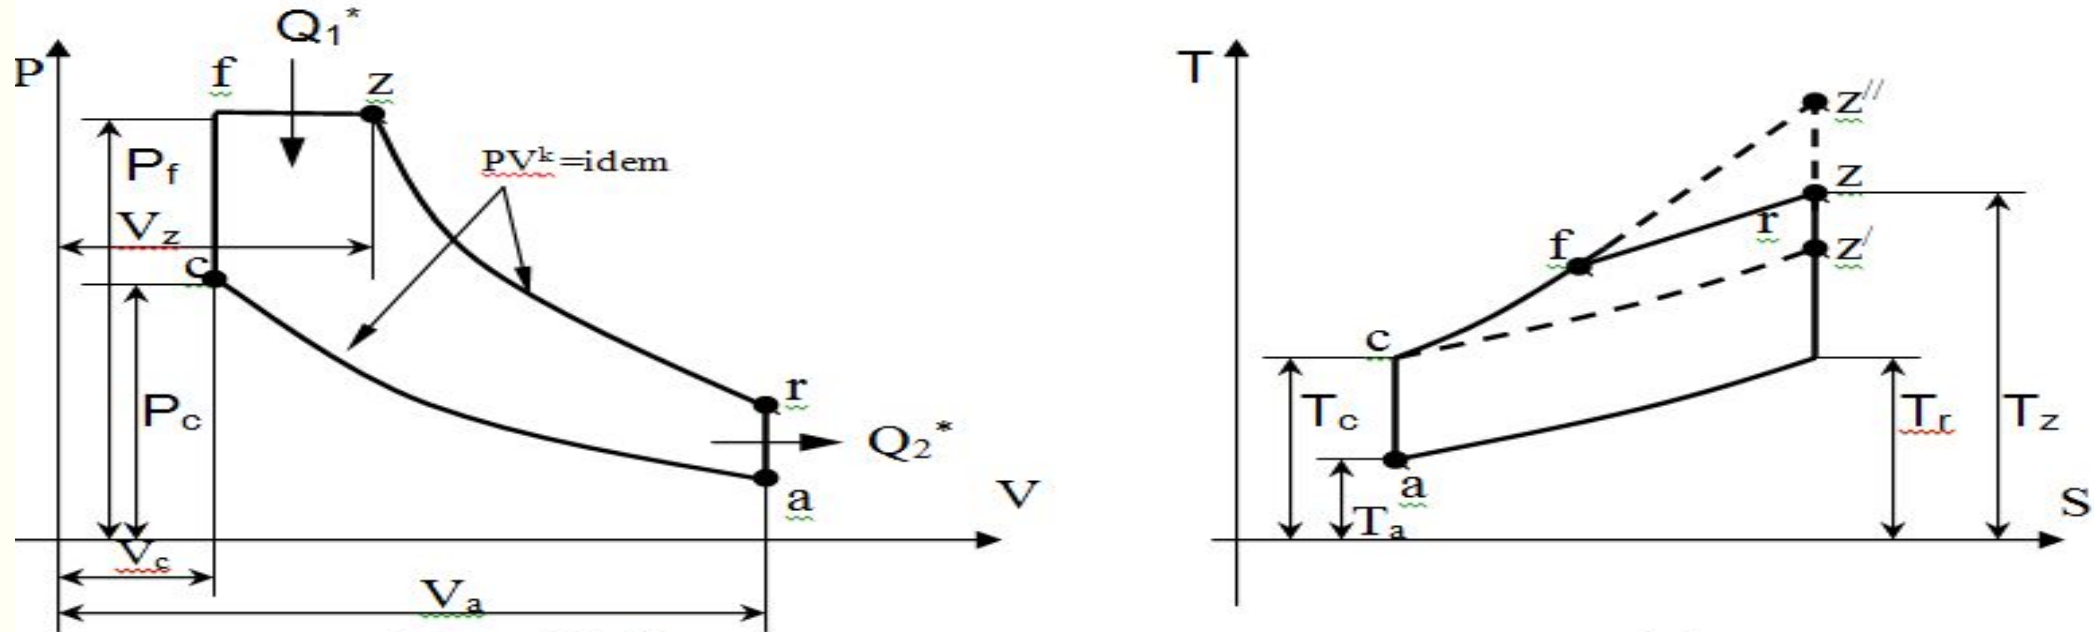 Q1*
P
f
z
Pf
PVᵏ=idem
Vz
c
Pc
r
Q2*
a
V
Vc
Va
T
z//
z
r
f
z/
c
Tc
Tr
Tz
a
Ta
S